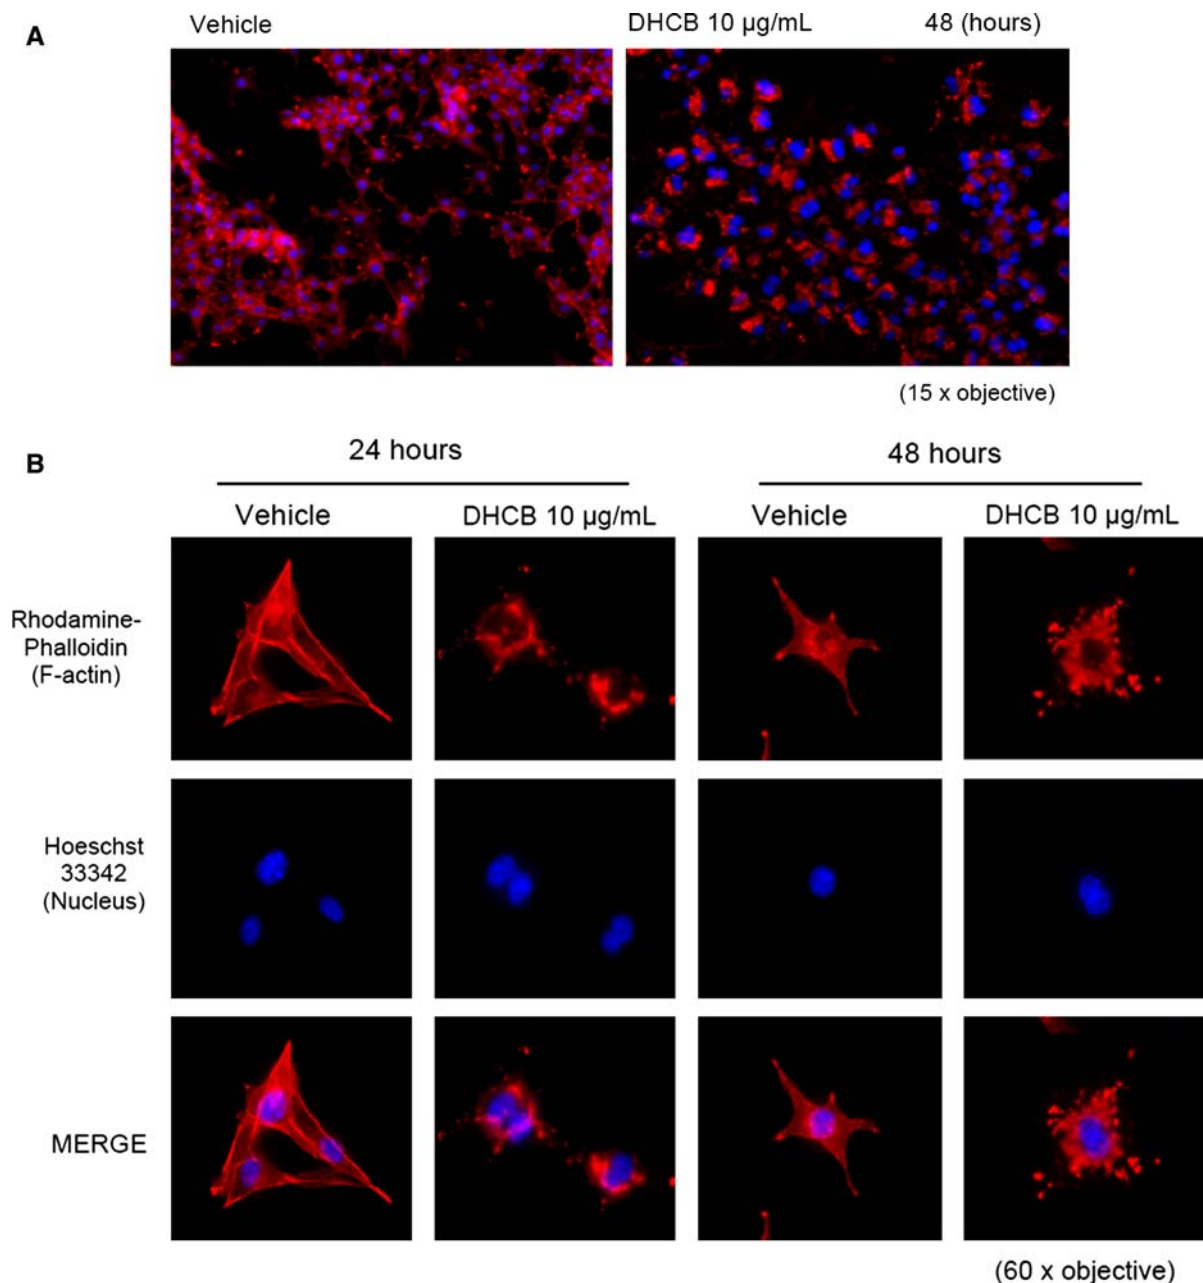 A
Vehicle
DHCB 10 µg/mL 48 (hours)
(15 x objective)
B
24 hours
48 hours
Vehicle
DHCB 10 µg/mL
Vehicle
DHCB 10 µg/mL
Rhodamine-
Phalloidin
(F-actin)
Hoeschst
33342
(Nucleus)
MERGE
(60 x objective)